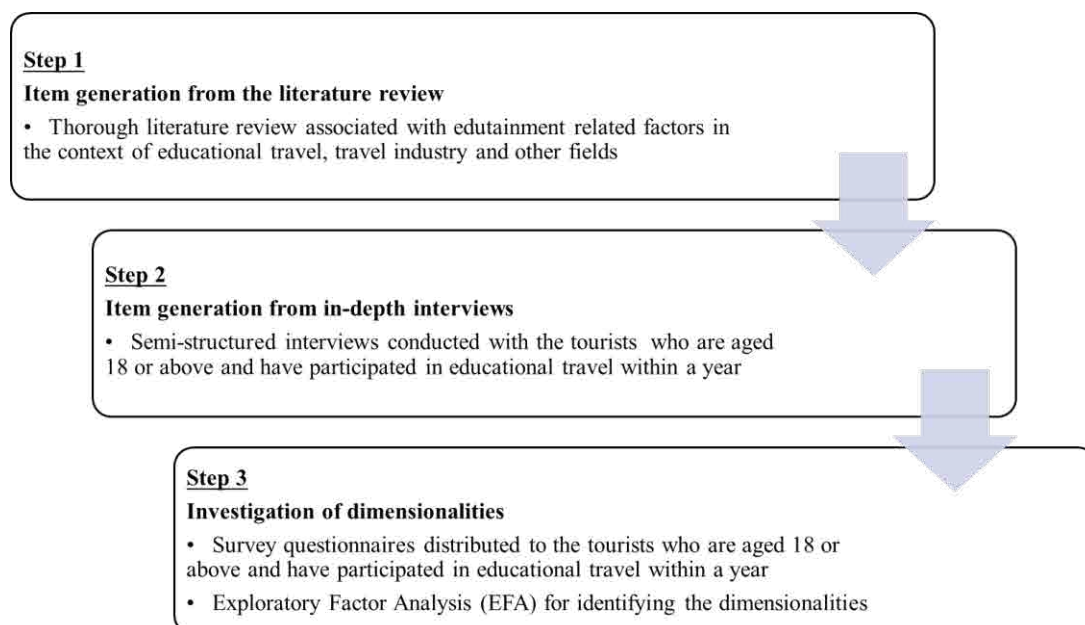 Step 1
Item generation from the literature review
• Thorough literature review associated with edutainment related factors in
the context of educational travel, travel industry and other fields
Step 2
Item generation from in-depth interviews
• Semi-structured interviews conducted with the tourists who are aged
18 or above and have participated in educational travel within a year
Step 3
Investigation of dimensionalities
• Survey questionnaires distributed to the tourists who are aged 18 or
above and have participated in educational travel within a year
• Exploratory Factor Analysis (EFA) for identifying the dimensionalities